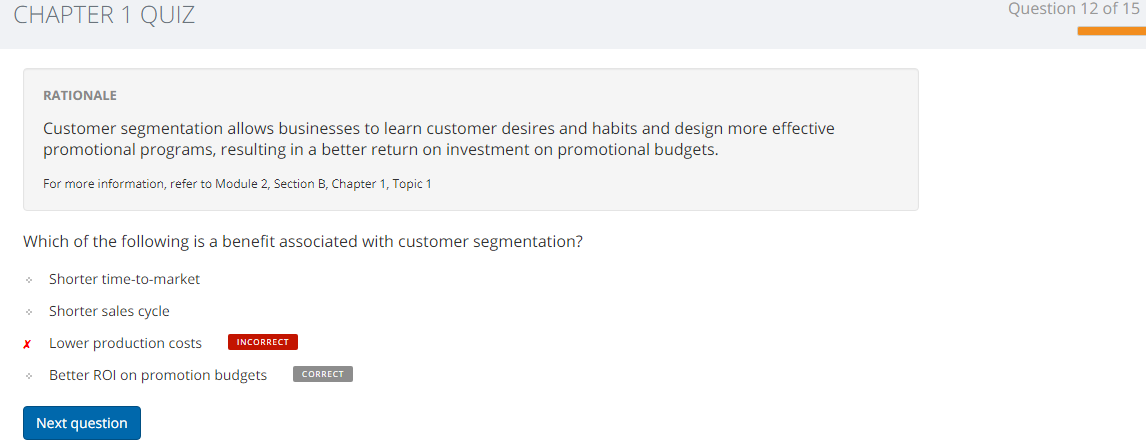 CHAPTER 1 QUIZ
Question 12 of 15
RATIONALE
Customer segmentation allows businesses to learn customer desires and habits and design more effective
promotional programs, resulting in a better return on investment on promotional budgets.
For more information, refer to Module 2, Section B, Chapter 1, Topic 1
Which of the following is a benefit associated with customer segmentation?
Shorter time-to-market
Shorter sales cycle
✗ Lower production costs INCORRECT
Better ROI on promotion budgets CORRECT
Next question